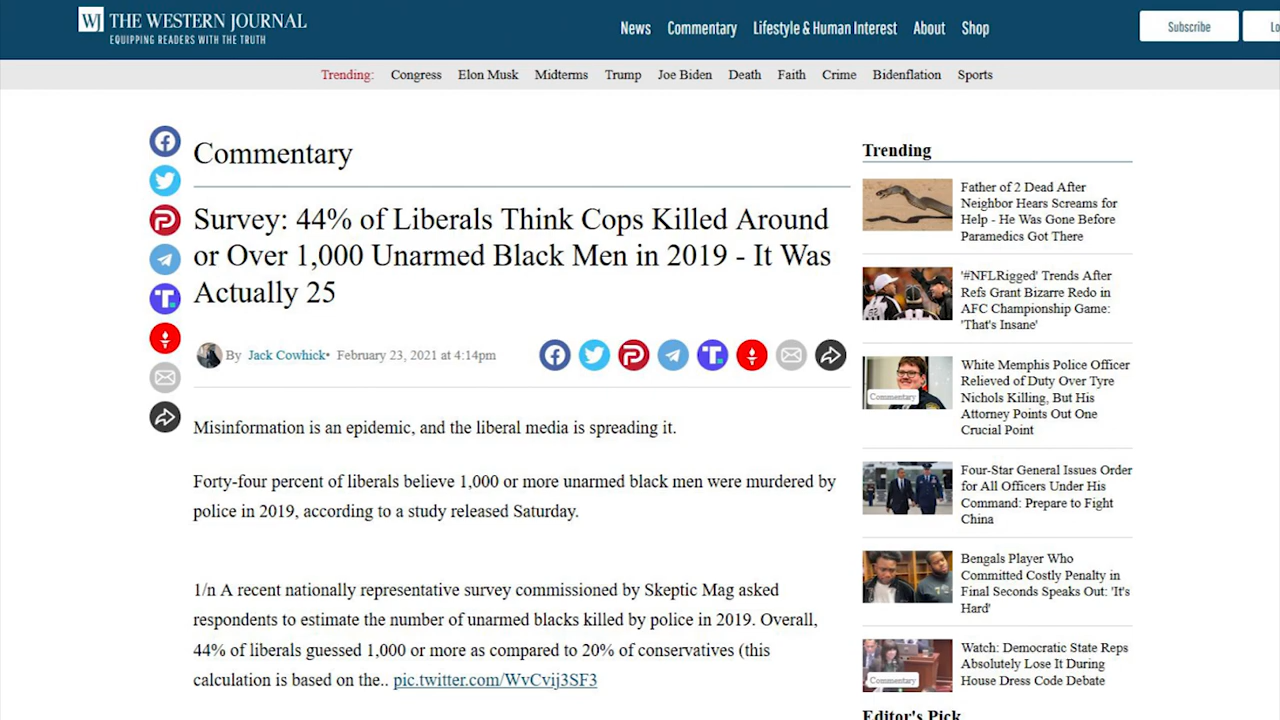 WJ THE WESTERN JOURNAL
EQUIPPING READERS WITH THE TRUTH
News Commentary Lifestyle & Human Interest About Shop
Subscribe
Lo
Trending: Congress Elon Musk Midterms Trump Joe Biden Death Faith Crime Bidenflation Sports
Commentary
Survey: 44% of Liberals Think Cops Killed Around
or Over 1,000 Unarmed Black Men in 2019 - It Was
Actually 25
By Jack Cowhick• February 23, 2021 at 4:14pm
Misinformation is an epidemic, and the liberal media is spreading it.
Forty-four percent of liberals believe 1,000 or more unarmed black men were murdered by
police in 2019, according to a study released Saturday.
1/n A recent nationally representative survey commissioned by Skeptic Mag asked
respondents to estimate the number of unarmed blacks killed by police in 2019. Overall,
44% of liberals guessed 1,000 or more as compared to 20% of conservatives (this
calculation is based on the.. pic.twitter.com/WvCvij3SF3
Trending
Father of 2 Dead After
Neighbor Hears Screams for
Help - He Was Gone Before
Paramedics Got There
'#NFLRigged' Trends After
Refs Grant Bizarre Redo in
AFC Championship Game:
'That's Insane'
Commentary
White Memphis Police Officer
Relieved of Duty Over Tyre
Nichols Killing, But His
Attorney Points Out One
Crucial Point
Four-Star General Issues Order
for All Officers Under His
Command: Prepare to Fight
China
Bengals Player Who
Committed Costly Penalty in
Final Seconds Speaks Out: 'It's
Hard'
Commentary
Watch: Democratic State Reps
Absolutely Lose It During
House Dress Code Debate
Editor's Pick